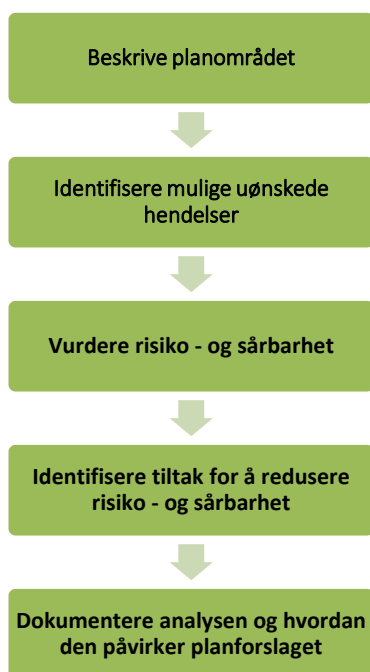 Beskrive planområdet
Identifisere mulige uønskede
hendelser
Vurdere risiko - og sårbarhet
Identifisere tiltak for å redusere
risiko - og sårbarhet
Dokumentere analysen og hvordan
den påvirker planforslaget